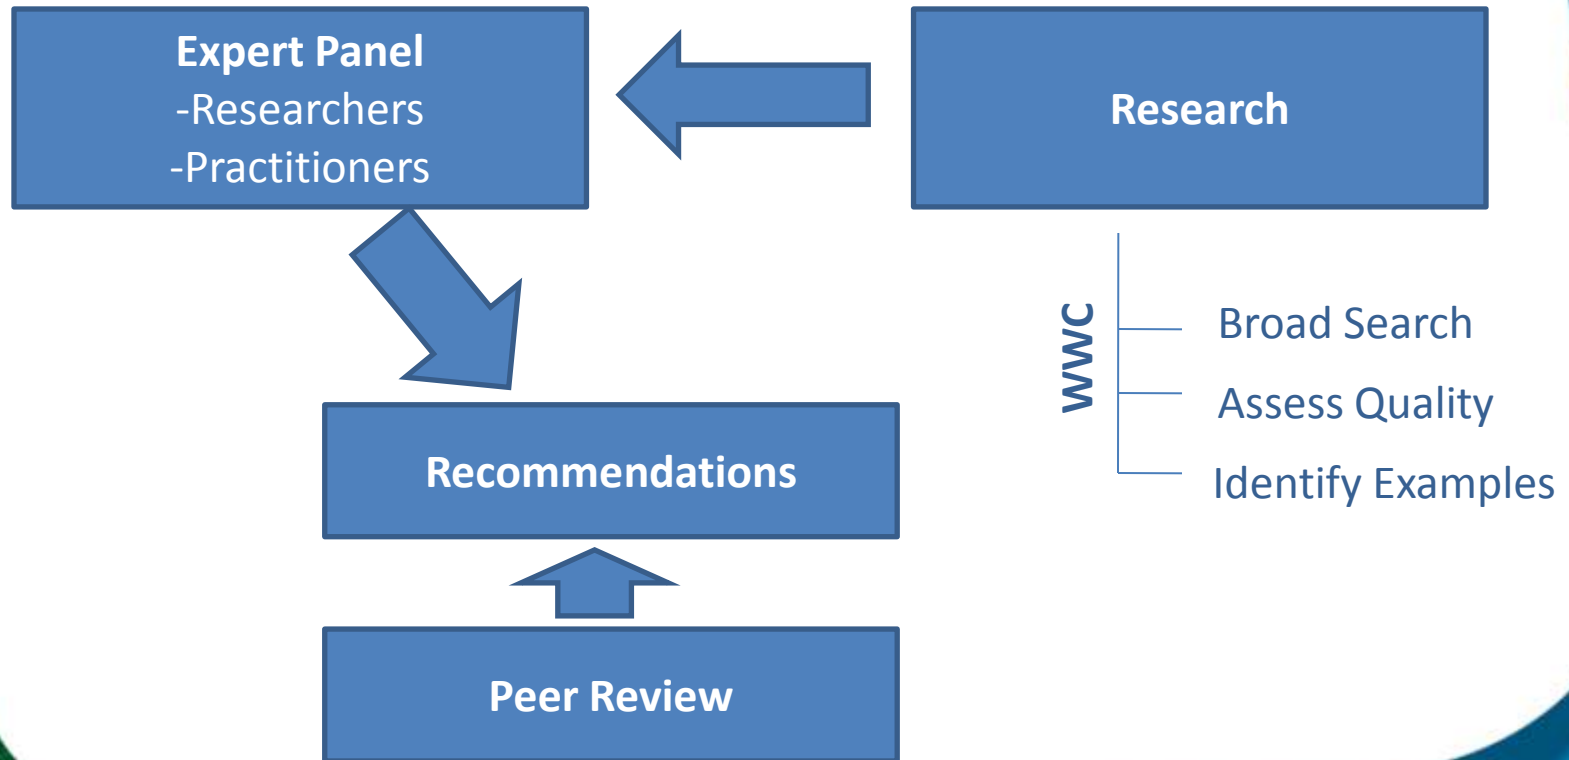 Expert Panel
-Researchers
-Practitioners
Research
WWC
Broad Search
Assess Quality
Identify Examples
Recommendations
Peer Review